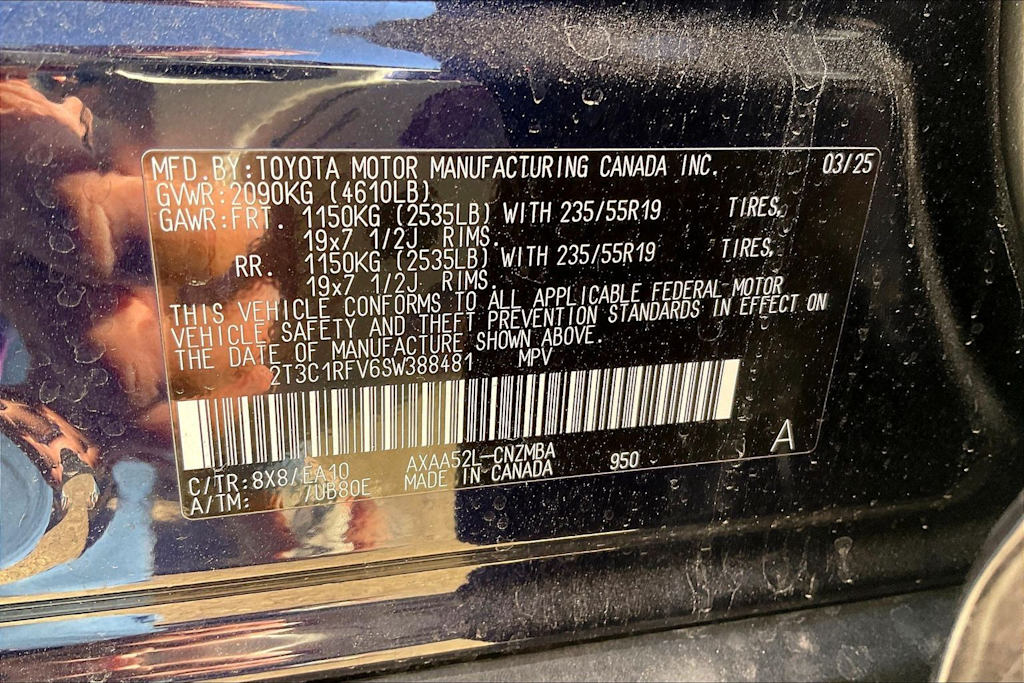 MFD.BY:TOYOTA MOTOR MANUFACTURING CANADA INC. 03/25
GVWR:2090KG (4610LB)
GAWR:FRT. 1150KG (2535LB) WITH 235/55R19 TIRES,
19x7 1/2J RIMS.
RR. 1150KG (2535LB) WITH 235/55R19 TIRES,
19x7 1/2J RIMS.
THIS VEHICLE CONFORMS TO ALL APPLICABLE FEDERAL MOTOR
VEHICLE SAFETY AND THEFT PREVENTION STANDARDS IN EFFECT ON
THE DATE OF MANUFACTURE SHOWN ABOVE.
2T3C1RFV6SW388481 MPV
A
C/TR:8X8/EA10 AXAA52L-CNZMBA 950
A/TM: /UB80E MADE IN CANADA